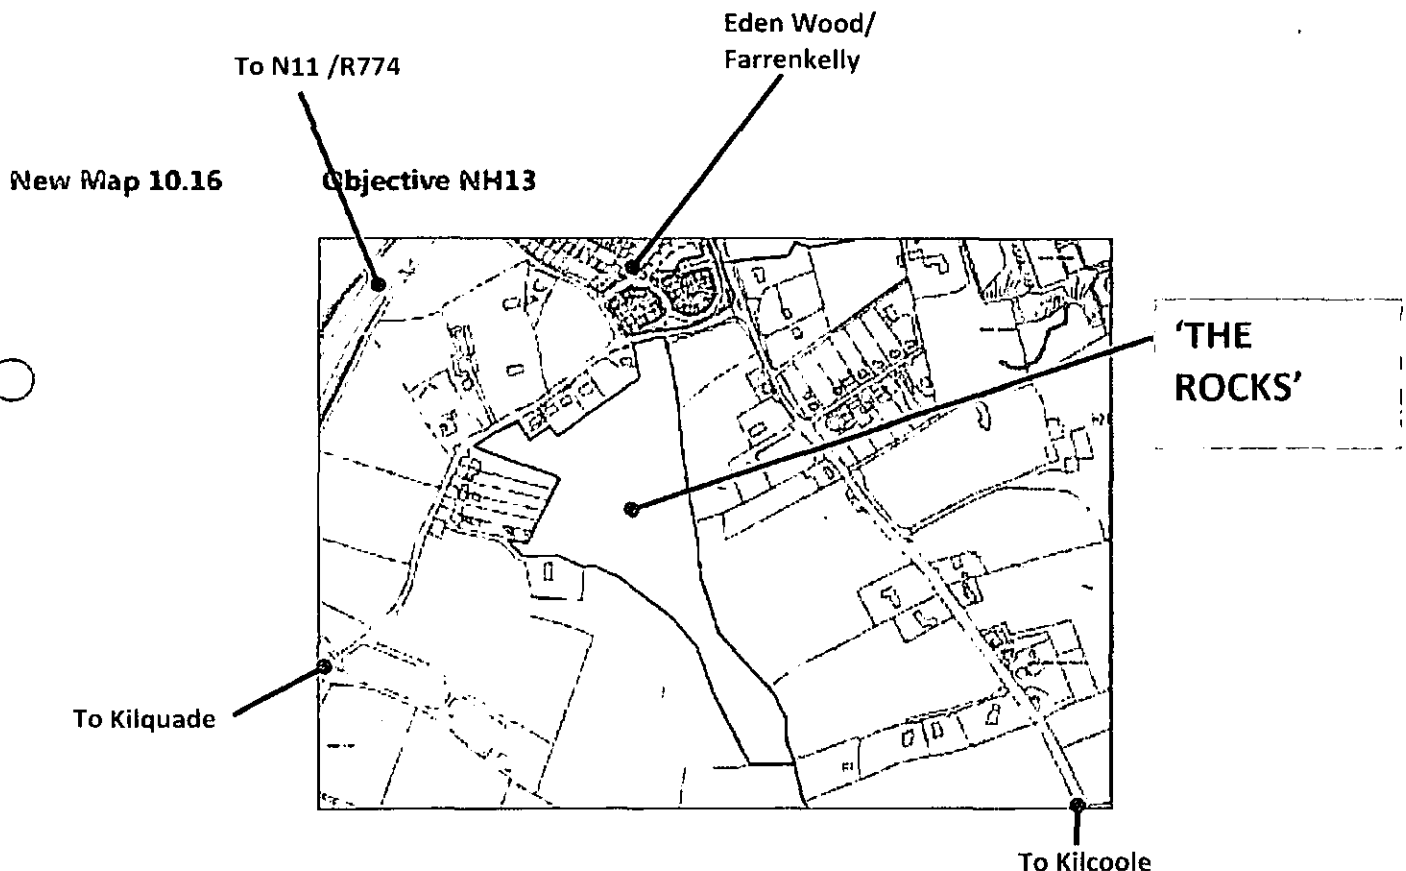 Eden Wood/
Farrenkelly
To N11 /R774
New Map 10.16 Objective NH13
'THE
ROCKS'
To Kilquade
To Kilcoole